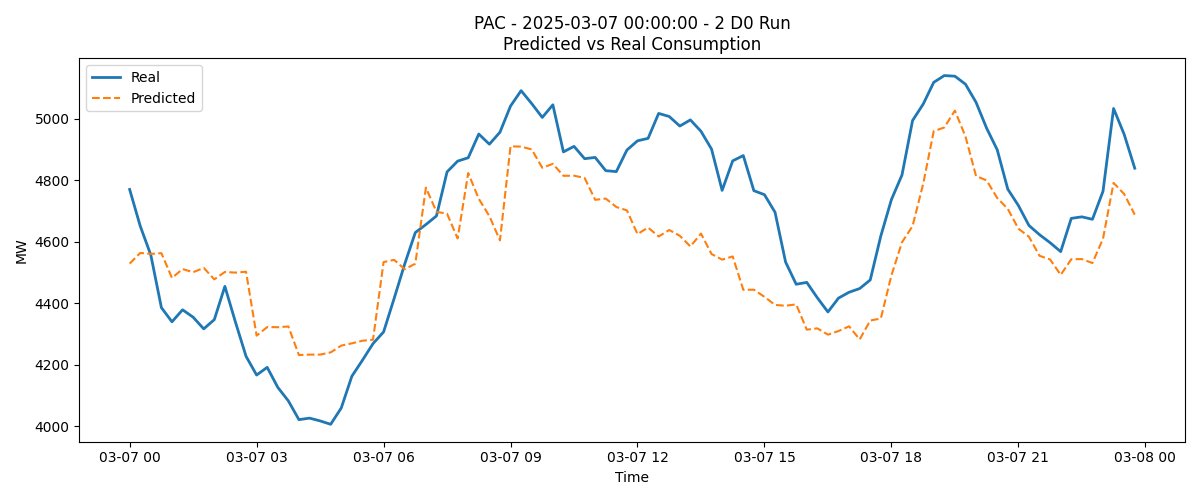 PAC - 2025-03-07 00:00:00 - 2 D0 Run
Predicted vs Real Consumption
Real
Predicted
MW
5000
4800
4600
4400
4200
4000
03-07 00 03-07 03 03-07 06 03-07 09 03-07 12 03-07 15 03-07 18 03-07 21 03-08 00
Time